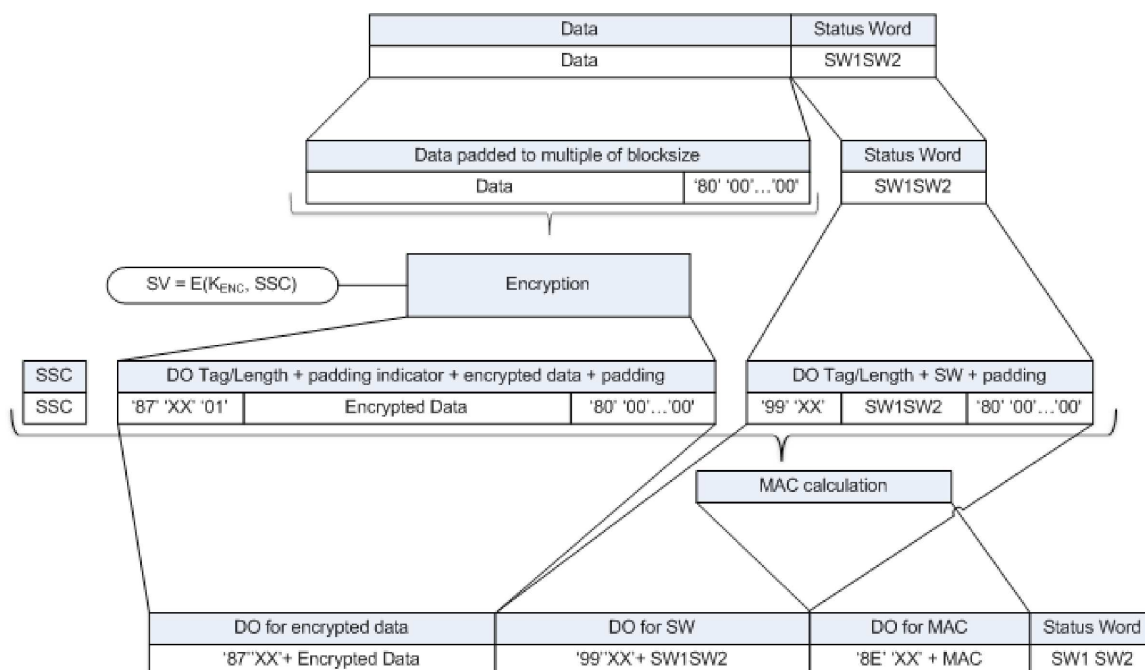 Data Status Word
Data SW1SW2
Data padded to multiple of blocksize Status Word
Data ‘80’ ‘00’…’00’ SW1SW2
SV = E(KENC, SSC) Encryption
SSC DO Tag/Length + padding indicator + encrypted data + padding DO Tag/Length + SW + padding
SSC ‘87’ ‘XX’ ‘01’ Encrypted Data ‘80’ ‘00’…’00’ ‘99’ ‘XX’ SW1SW2 ‘80’ ‘00’…’00’
MAC calculation
DO for encrypted data DO for SW DO for MAC Status Word
‘87’’XX’+ Encrypted Data ‘99’’XX’+ SW1SW2 ‘8E’ ‘XX’ + MAC SW1 SW2